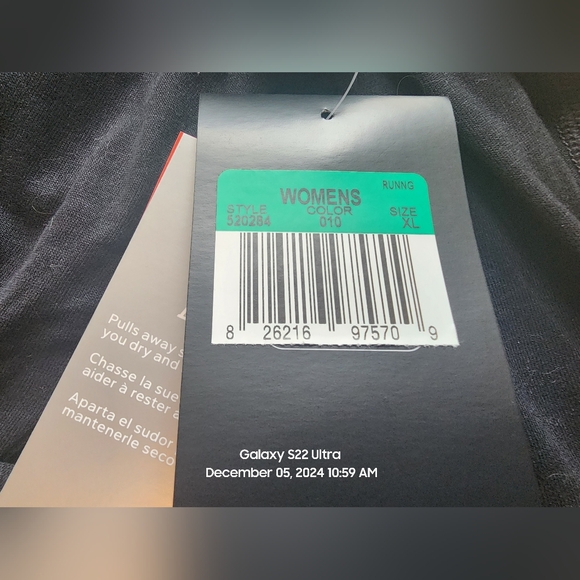 RUNNG
WOMENS
STYLE COLOR SIZE
520264 010 XL
8 26216 97570 9
Pulls away
you dry and
Chasse la sue
aider à rester
Aparta el sudor
mantenerle seco
Galaxy S22 Ultra
December 05, 2024 10:59 AM